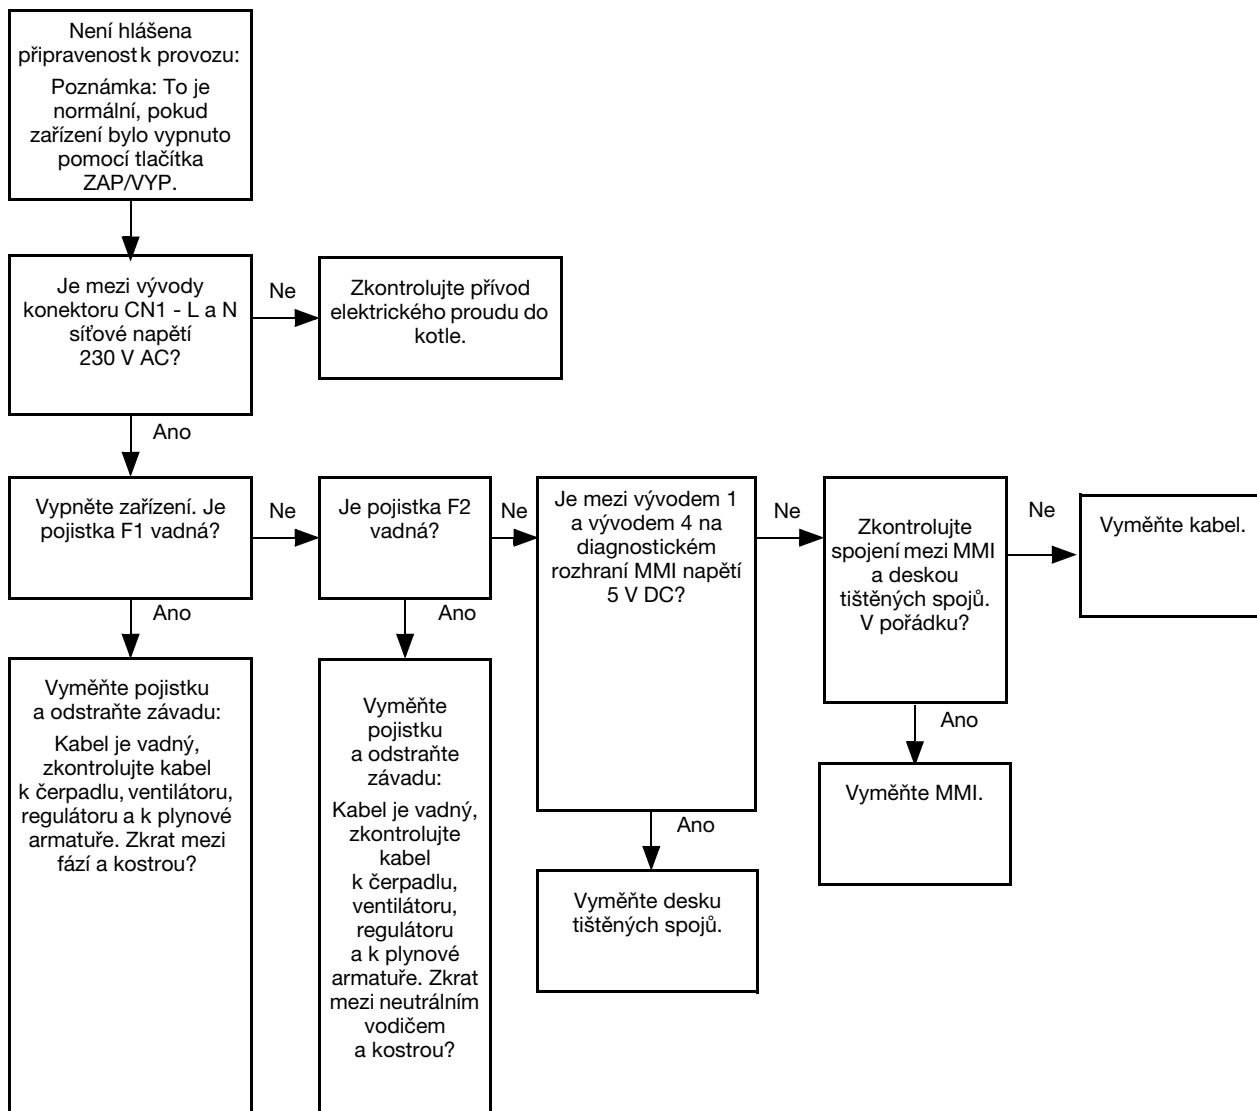 Není hlášena
připravenost k provozu:
Poznámka: To je
normální, pokud
zařízení bylo vypnuto
pomocí tlačítka
ZAP/VYP.
Je mezi vývody
konektoru CN1 - L a N
síťové napětí
230 V AC?
Ne
Zkontrolujte přívod
elektrického proudu do
kotle.
Ano
Vypněte zařízení. Je
pojistka F1 vadná?
Ne
Je pojistka F2
vadná?
Ne
Je mezi vývodem 1
a vývodem 4 na
diagnostickém
rozhraní MMI napětí
5 V DC?
Ne
Zkontrolujte
spojení mezi MMI
a deskou
tištěných spojů.
V pořádku?
Ne
Vyměňte kabel.
Ano
Vyměňte pojistku
a odstraňte závadu:
Kabel je vadný,
zkontrolujte kabel
k čerpadlu, ventilátoru,
regulátoru a k plynové
armatuře. Zkrat mezi
fází a kostrou?
Ano
Vyměňte
pojistku
a odstraňte
závadu:
Kabel je vadný,
zkontrolujte
kabel
k čerpadlu,
ventilátoru,
regulátoru
a k plynové
armatuře. Zkrat
mezi neutrálním
vodičem
a kostrou?
Ano
Vyměňte desku
tištěných spojů.
Ano
Vyměňte MMI.